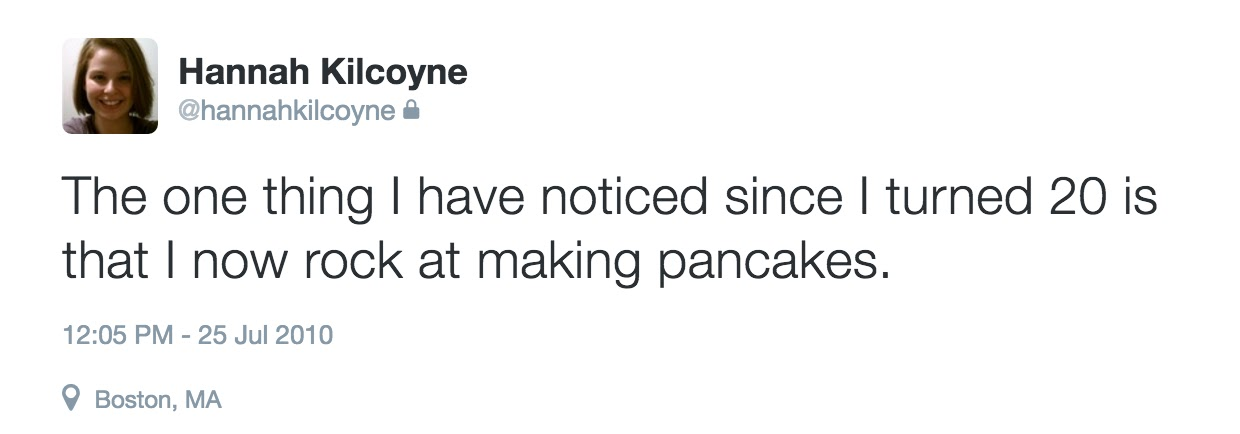 Hannah Kilcoyne
@hannahkilcoyne
The one thing I have noticed since I turned 20 is
that I now rock at making pancakes.
12:05 PM - 25 Jul 2010
Boston, MA